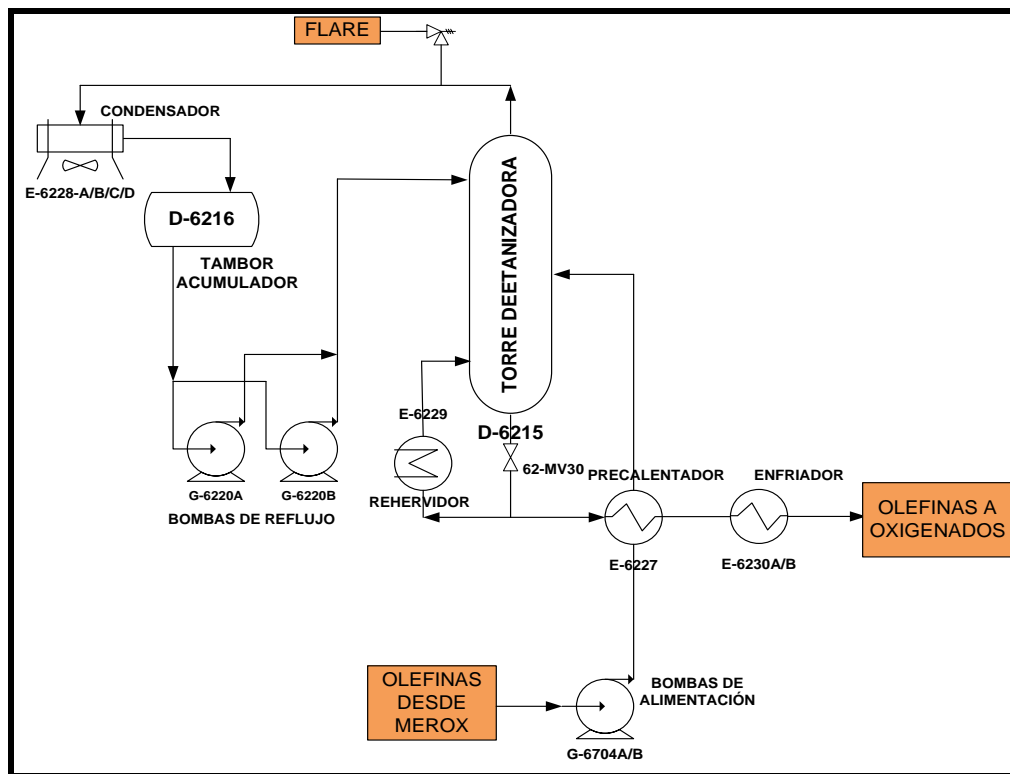 FLARE
CONDENSADOR
E-6228-A/B/C/D
D-6216
TAMBOR
ACUMULADOR
TORRE DEETANIZADORA
E-6229
D-6215
62-MV30
PRECALENTADOR
ENFRIADOR
REHERVIDOR
G-6220A
G-6220B
BOMBAS DE REFLUJO
E-6227
E-6230A/B
OLEFINAS A
OXIGENADOS
OLEFINAS
DESDE
MEROX
BOMBAS DE
ALIMENTACIÓN
G-6704A/B